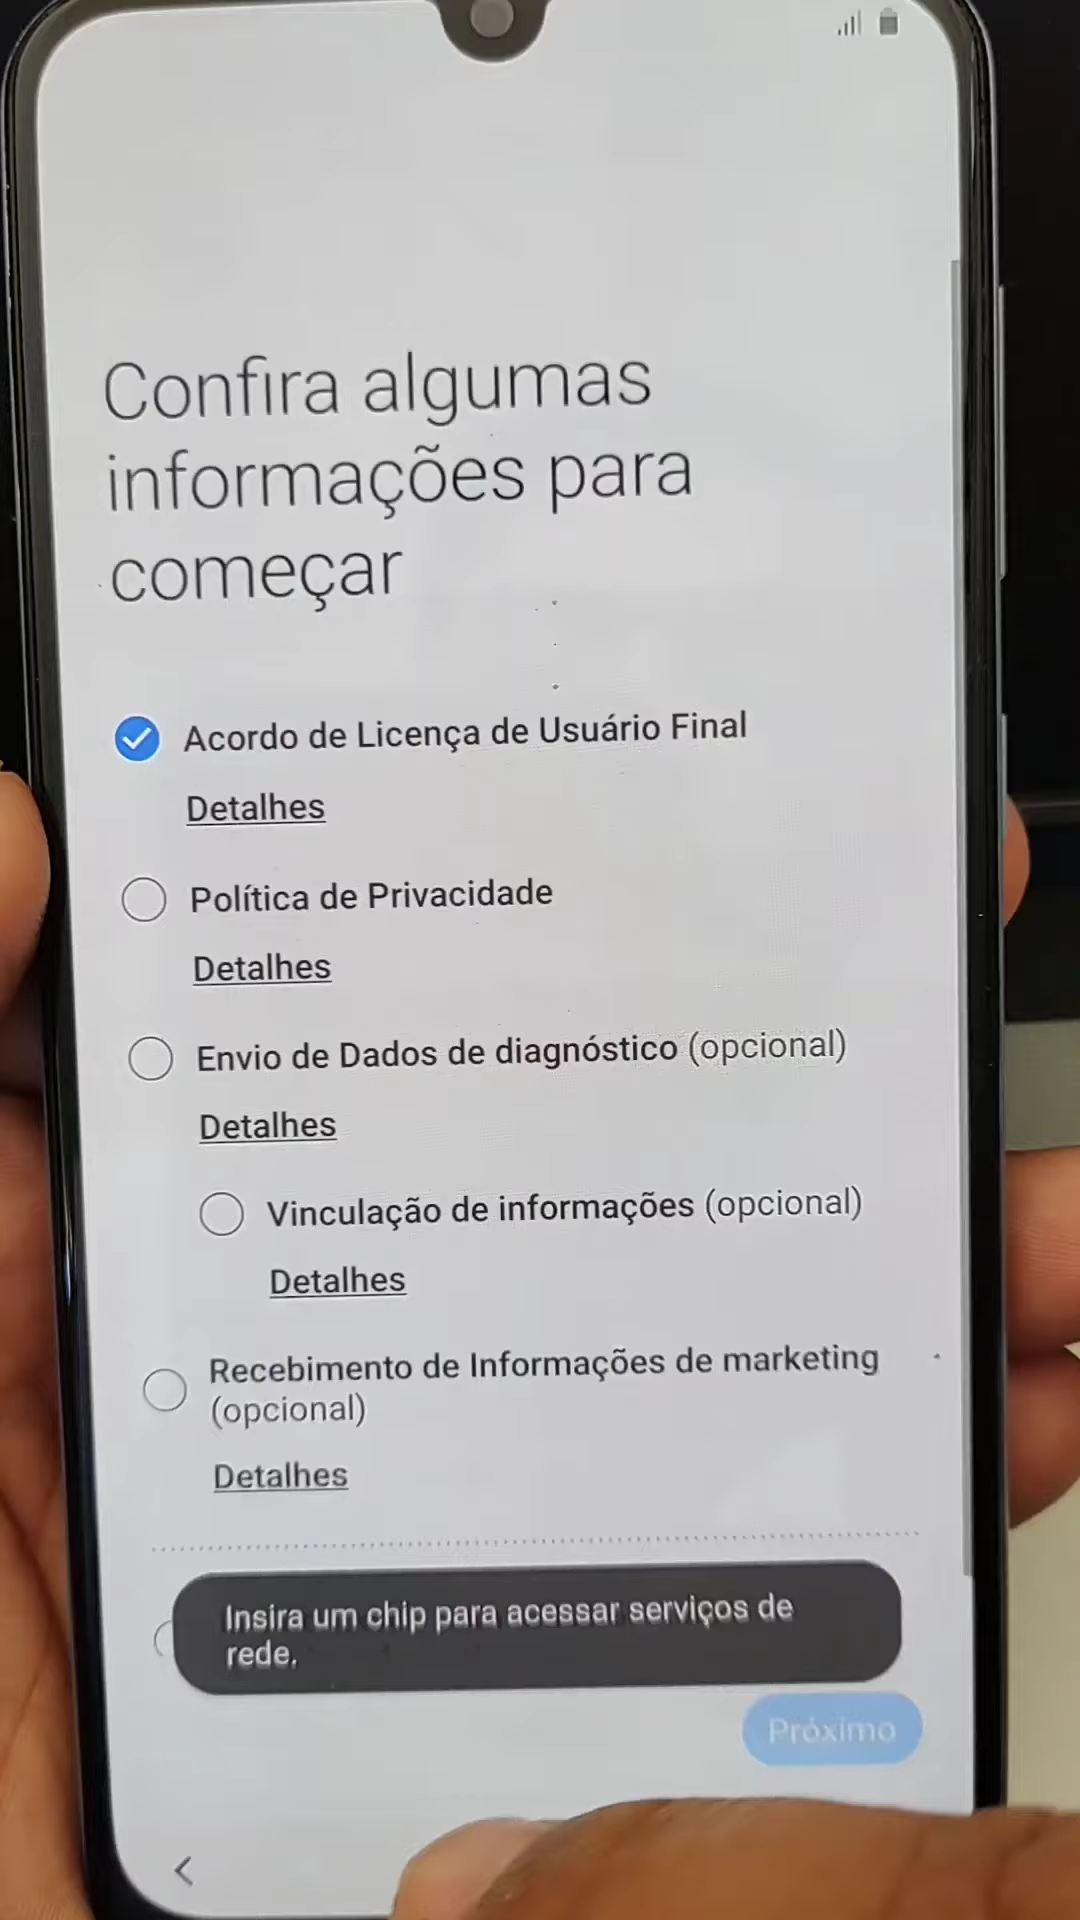 Confira algumas
informações para
começar
Acordo de Licença de Usuário Final
Detalhes
Política de Privacidade
Detalhes
Envio de Dados de diagnóstico (opcional)
Detalhes
Vinculação de informações (opcional)
Detalhes
Recebimento de Informações de marketing
(opcional)
Detalhes
Insira um chip para acessar serviços de
rede.
Próximo